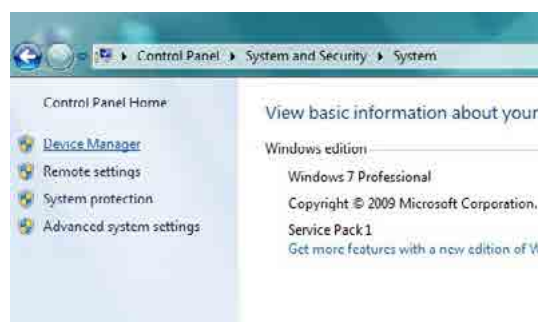 Control Panel ▸ System and Security ▸ System
Control Panel Home
Device Manager
Remote settings
System protection
Advanced system settings
View basic information about your
Windows edition
Windows 7 Professional
Copyright © 2009 Microsoft Corporation.
Service Pack 1
Get more features with a new edition of W